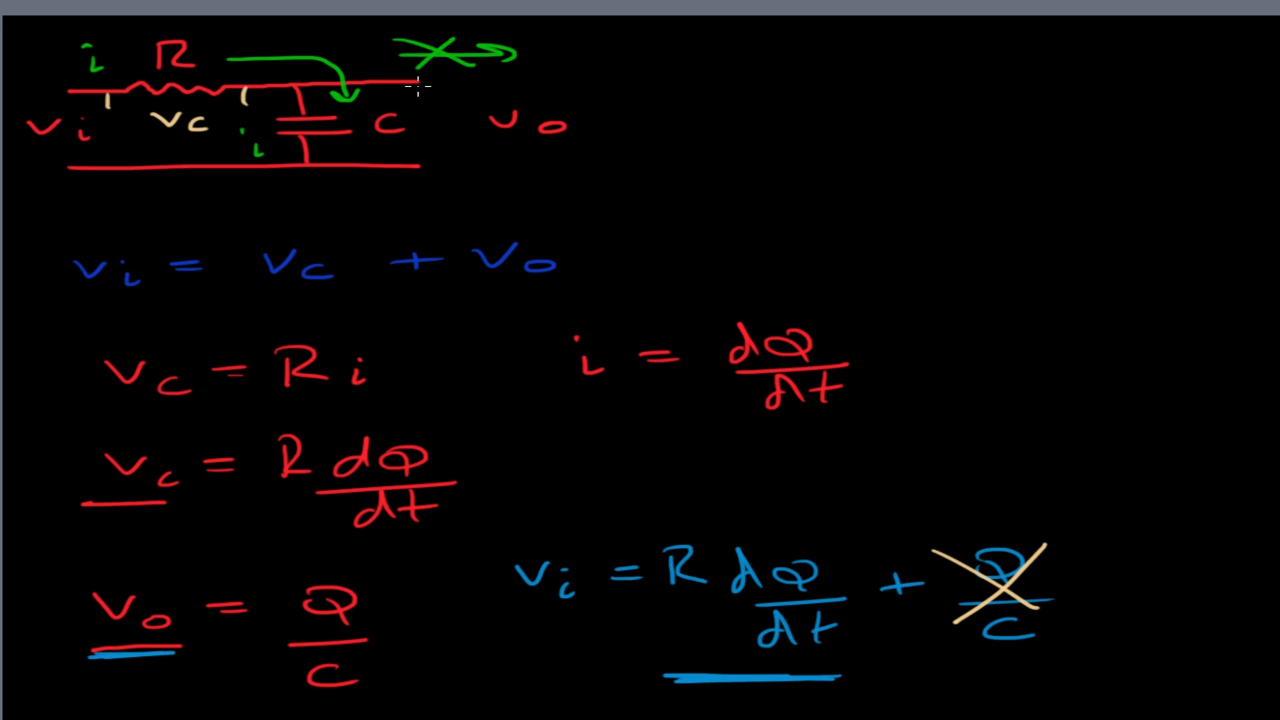 i R
vi vc i C vo
vi = vc + vo
vc = Ri i = dQ/dt
vc = R dQ/dt
vo = Q/C vi = R dQ/dt + Q/C